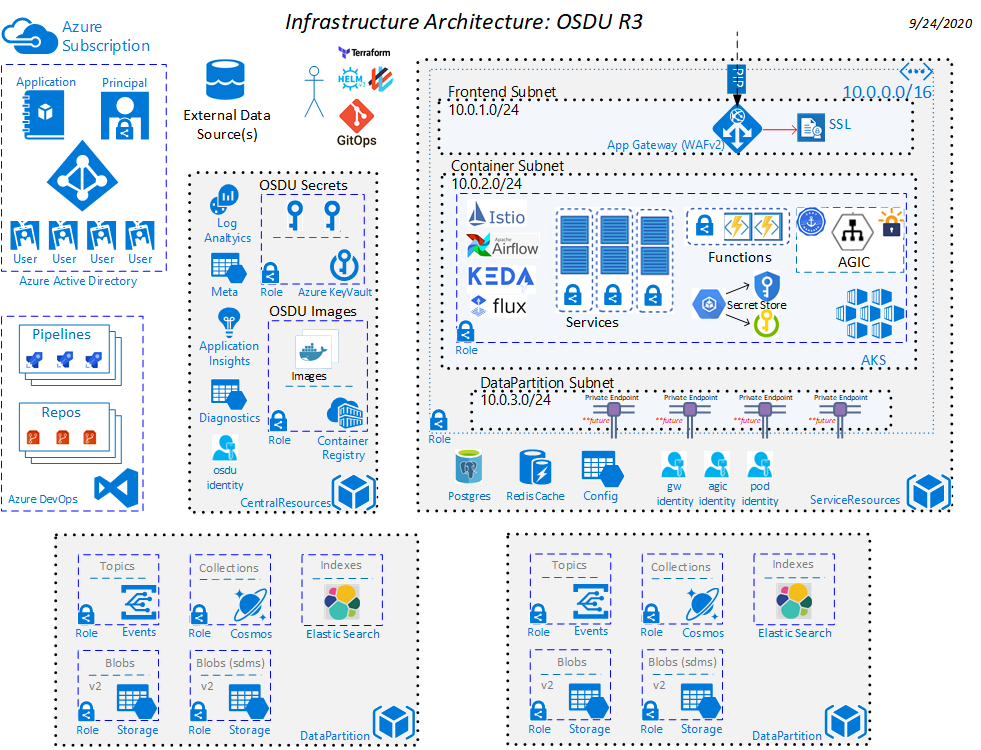 Infrastructure Architecture: OSDU R3
9/24/2020
Azure
Subscription
Application
Principal
User
User
User
User
Azure Active Directory
External Data
Source(s)
Terraform
HELM
GitOps
Pipelines
Repos
Azure DevOps
OSDU Secrets
Log
Analtyics
Meta
Role
Azure KeyVault
OSDU Images
Application
Insights
Images
Diagnostics
Role
Container
Registry
osdu
identity
CentralResources
PIP
10.0.0.0/16
Frontend Subnet
10.0.1.0/24
App Gateway (WAFv2)
SSL
Container Subnet
10.0.2.0/24
Istio
Apache
Airflow
KEDA
flux
Services
Functions
AGIC
Secret Store
Role
AKS
DataPartition Subnet
10.0.3.0/24
Private Endpoint
Private Endpoint
Private Endpoint
Private Endpoint
**future
**future
**future
**future
Role
Postgres
Redis Cache
Config
gw
identity
agic
identity
pod
identity
ServiceResources
Topics
Role
Events
Collections
Role
Cosmos
Indexes
Elastic Search
Blobs
v2
Role
Storage
Blobs (sdms)
v2
Role
Storage
DataPartition
Topics
Role
Events
Collections
Role
Cosmos
Indexes
Elastic Search
Blobs
v2
Role
Storage
Blobs (sdms)
v2
Role
Storage
DataPartition